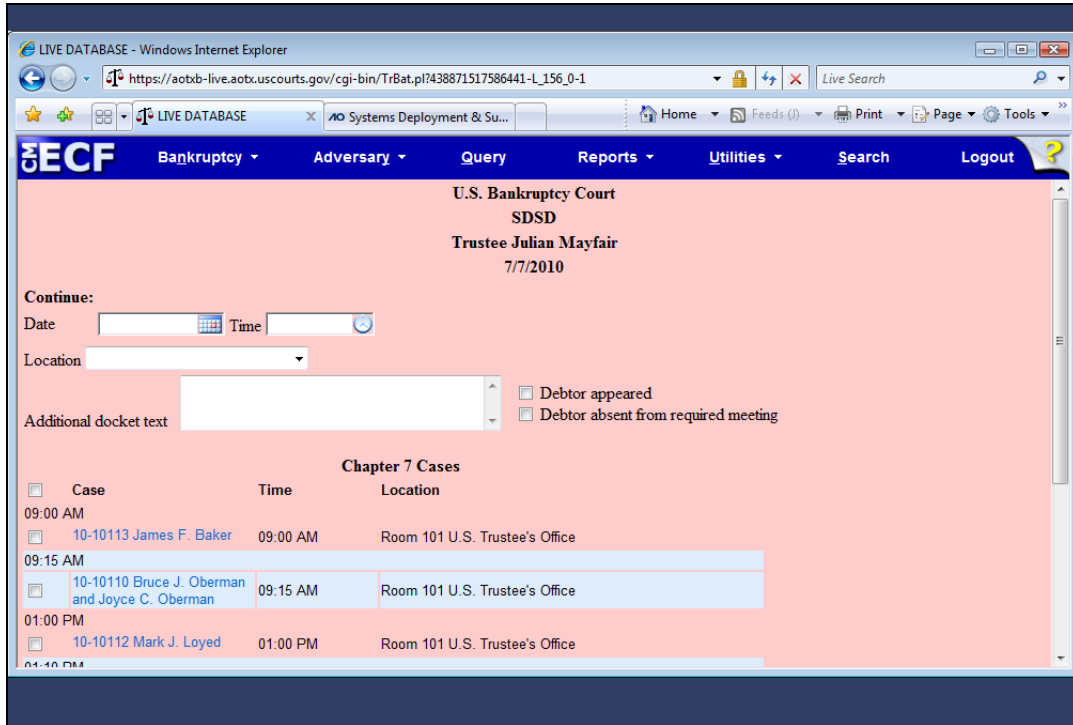 LIVE DATABASE - Windows Internet Explorer
https://aotxb-live.aotx.uscourts.gov/cgi-bin/TrBat.pl?438871517586441-L_156_0-1
Live Search
LIVE DATABASE
Systems Deployment & Su...
Home Feeds (J) Print Page Tools
CM ECF Bankruptcy Adversary Query Reports Utilities Search Logout ?
U.S. Bankruptcy Court
SDSD
Trustee Julian Mayfair
7/7/2010
Continue:
Date Time
Location
Additional docket text
Debtor appeared
Debtor absent from required meeting
Chapter 7 Cases
Case Time Location
09:00 AM
10-10113 James F. Baker 09:00 AM Room 101 U.S. Trustee's Office
09:15 AM
10-10110 Bruce J. Oberman
and Joyce C. Oberman 09:15 AM Room 101 U.S. Trustee's Office
01:00 PM
10-10112 Mark J. Loyed 01:00 PM Room 101 U.S. Trustee's Office
01:10 PM